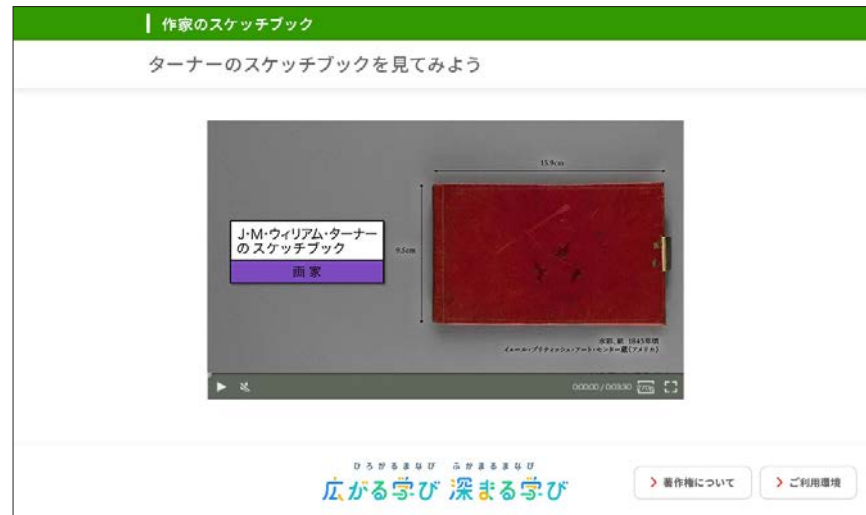 作家のスケッチブック
ターナーのスケッチブックを見てみよう
15.9cm
J・M・ウィリアム・ターナー
のスケッチブック
画家
9.5cm
水彩、紙 1845年頃
イェール・ブリティッシュ・アート・センター蔵(アメリカ)
ひろがるまなび ふかまるまなび
広がる学び 深まる学び
著作権について
ご利用環境